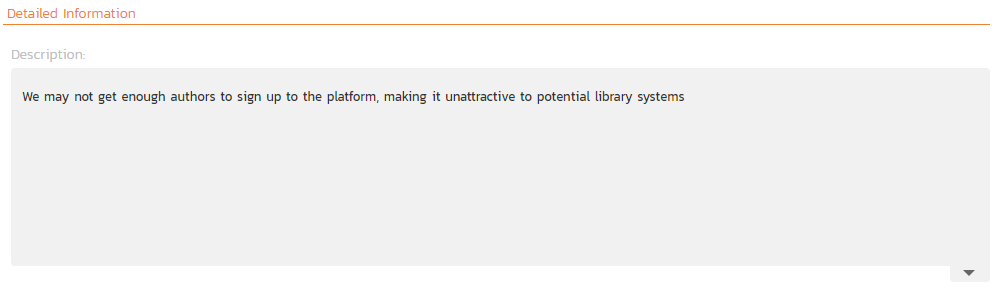 Detailed Information
Description:
We may not get enough authors to sign up to the platform, making it unattractive to potential library systems